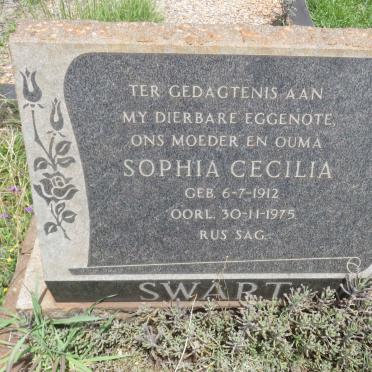 TER GEDAGTENIS AAN
MY DIERBARE EGGENOTE,
ONS MOEDER EN OUMA
SOPHIA CECILIA
GEB. 6-7-1912
OORL. 30-11-1975.
RUS SAG.
SWART